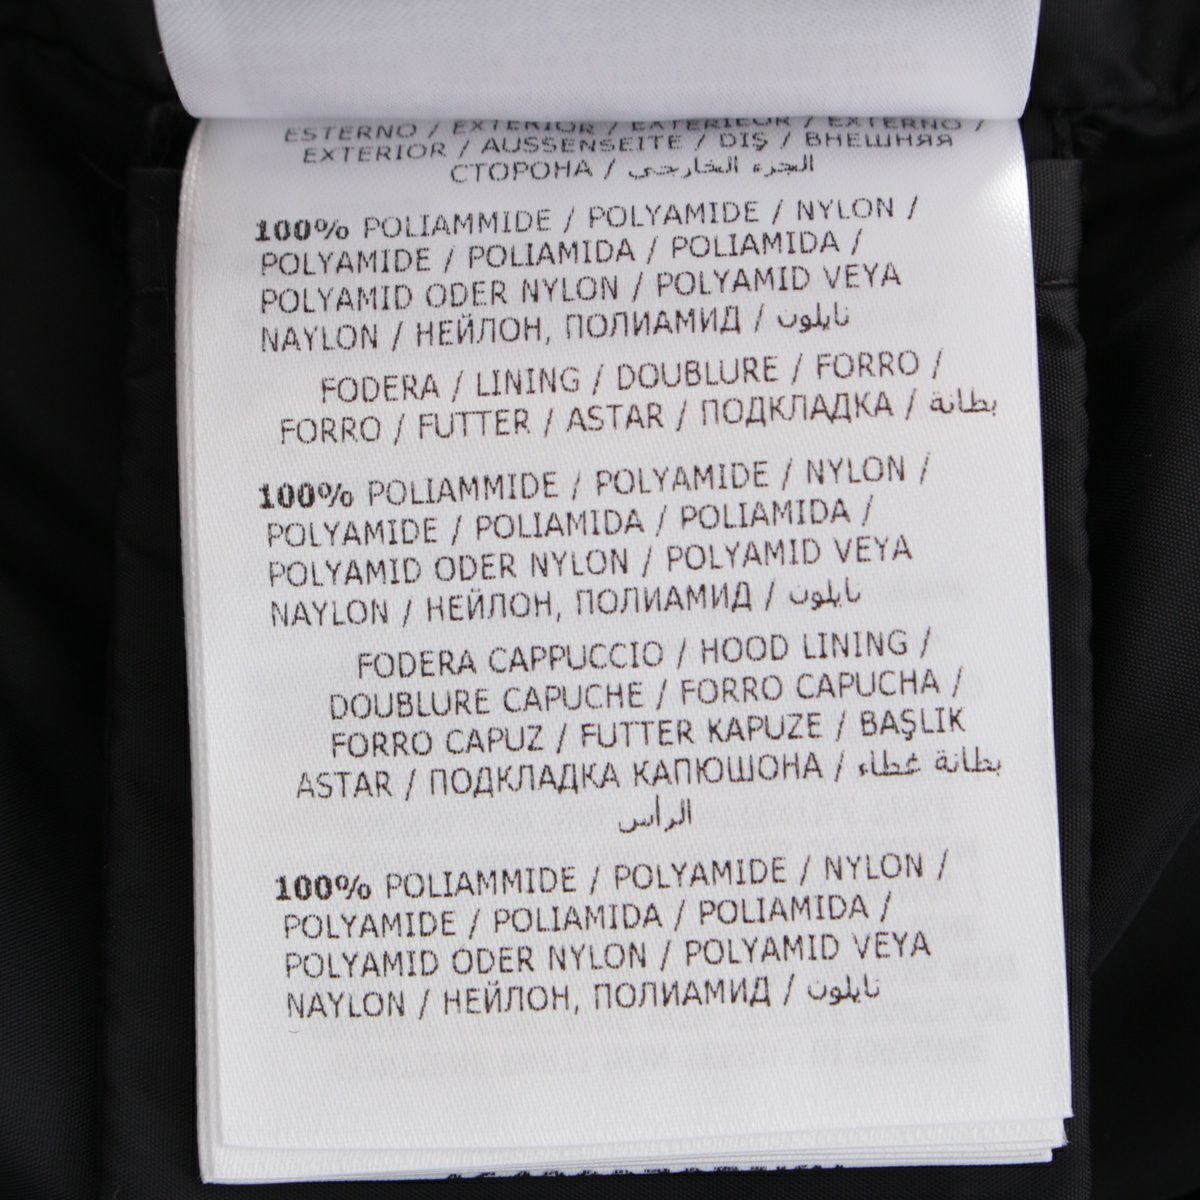 ESTERNO / EXTERIOR / EXTERIEUR / EXTERNO /
EXTERIOR / AUSSENSEITE / DIŞ / ВНЕШНЯЯ
СТОРОНА / الجزء الخارجي
100% POLIAMMIDE / POLYAMIDE / NYLON /
POLYAMIDE / POLIAMIDA / POLIAMIDA /
POLYAMID ODER NYLON / POLYAMID VEYA
NAYLON / НЕЙЛОН, ПОЛИАМИД / نايلون
FODERA / LINING / DOUBLURE / FORRO /
FORRO / FUTTER / ASTAR / ПОДКЛАДКА / بطانة
100% POLIAMMIDE / POLYAMIDE / NYLON /
POLYAMIDE / POLIAMIDA / POLIAMIDA /
POLYAMID ODER NYLON / POLYAMID VEYA
NAYLON / НЕЙЛОН, ПОЛИАМИД / نايلون
FODERA CAPPUCCIO / HOOD LINING /
DOUBLURE CAPUCHE / FORRO CAPUCHA /
FORRO CAPUZ / FUTTER KAPUZE / BAŞLIK
ASTAR / ПОДКЛАДКА КАПЮШОНА / بطانة غطاء
الرأس
100% POLIAMMIDE / POLYAMIDE / NYLON /
POLYAMIDE / POLIAMIDA / POLIAMIDA /
POLYAMID ODER NYLON / POLYAMID VEYA
NAYLON / НЕЙЛОН, ПОЛИАМИД / نايلون